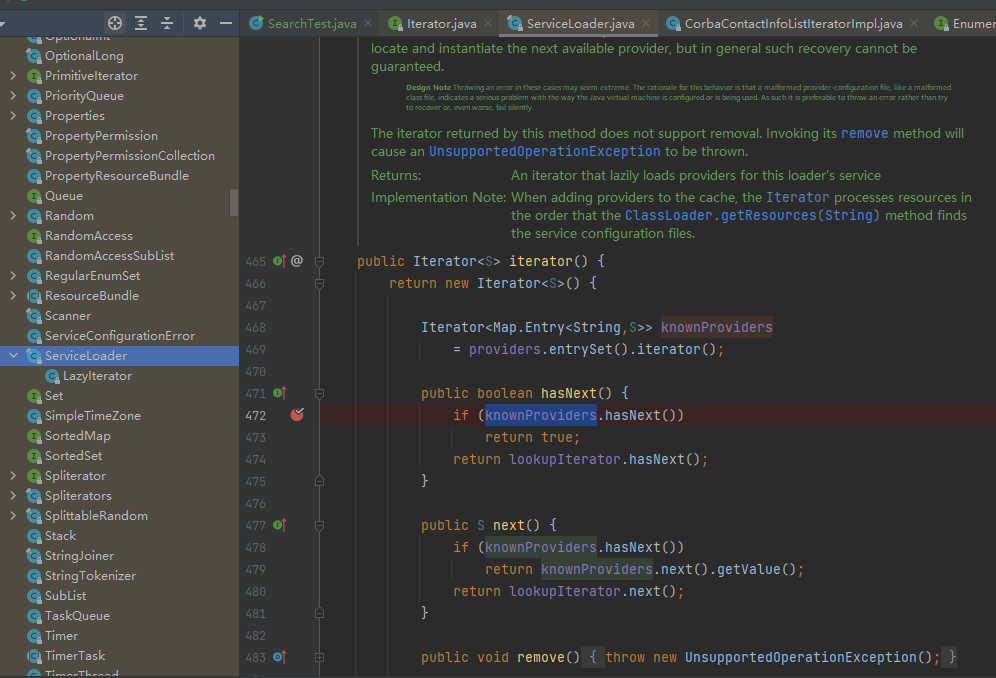 SearchTest.java
Iterator.java
ServiceLoader.java
CorbaContactInfoListIteratorImpl.java
Enumer
OptionalInt
OptionalLong
PrimitiveIterator
PriorityQueue
Properties
PropertyPermission
PropertyPermissionCollection
PropertyResourceBundle
Queue
Random
RandomAccess
RandomAccessSubList
RegularEnumSet
ResourceBundle
Scanner
ServiceConfigurationError
ServiceLoader
LazyIterator
Set
SimpleTimeZone
SortedMap
SortedSet
Spliterator
Spliterators
SplittableRandom
Stack
StringJoiner
StringTokenizer
SubList
TaskQueue
Timer
TimerTask
TimerThread
locate and instantiate the next available provider, but in general such recovery cannot be
guaranteed.
Design Note Throwing an error in these cases may seem extreme. The rationale for this behavior is that a malformed provider-configuration file, like a malformed
class file, indicates a serious problem with the way the Java virtual machine is configured or is being used. As such it is preferable to throw an error rather than try
to recover or, even worse, fail silently.
The iterator returned by this method does not support removal. Invoking its remove method will
cause an UnsupportedOperationException to be thrown.
Returns: An iterator that lazily loads providers for this loader's service
Implementation Note: When adding providers to the cache, the Iterator processes resources in
the order that the ClassLoader.getResources(String) method finds
the service configuration files.
465 @ public Iterator<S> iterator() {
466 return new Iterator<S>() {
467
468 Iterator<Map.Entry<String,S>> knownProviders
469 = providers.entrySet().iterator();
470
471 public boolean hasNext() {
472 if (knownProviders.hasNext())
473 return true;
474 return lookupIterator.hasNext();
475 }
476
477 public S next() {
478 if (knownProviders.hasNext())
479 return knownProviders.next().getValue();
480 return lookupIterator.next();
481 }
482
483 public void remove() { throw new UnsupportedOperationException(); }